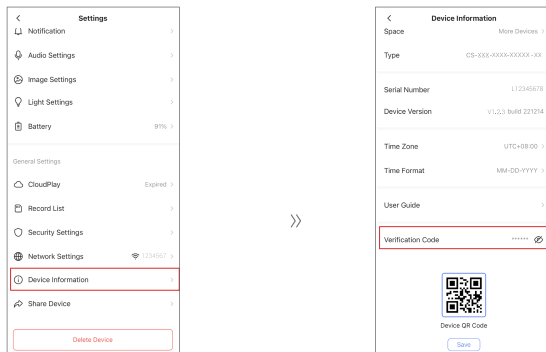 Settings
Notification
Audio Settings
Image Settings
Light Settings
Battery 91%
General Settings
CloudPlay Expired
Record List
Security Settings
Network Settings 1234567
Device Information
Share Device
Delete Device
Device Information
Space More Devices
Type CS-XXX-XXXX-XXXXX-XX
Serial Number L12345678
Device Version V1.2.3 build 221214
Time Zone UTC+08:00
Time Format MM-DD-YYYY
User Guide
Verification Code ******
Device QR Code
Save